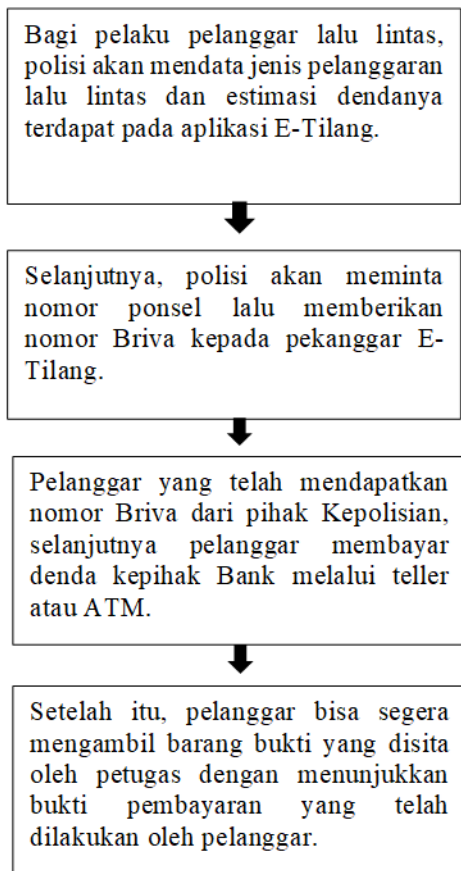 Bagi pelaku pelanggar lalu lintas,
polisi akan mendata jenis pelanggaran
lalu lintas dan estimasi dendanya
terdapat pada aplikasi E-Tilang.
Selanjutnya, polisi akan meminta
nomor ponsel lalu memberikan
nomor Briva kepada pekanggar E-
Tilang.
Pelanggar yang telah mendapatkan
nomor Briva dari pihak Kepolisian,
selanjutnya pelanggar membayar
denda kepihak Bank melalui teller
atau ATM.
Setelah itu, pelanggar bisa segera
mengambil barang bukti yang disita
oleh petugas dengan menunjukkan
bukti pembayaran yang telah
dilakukan oleh pelanggar.